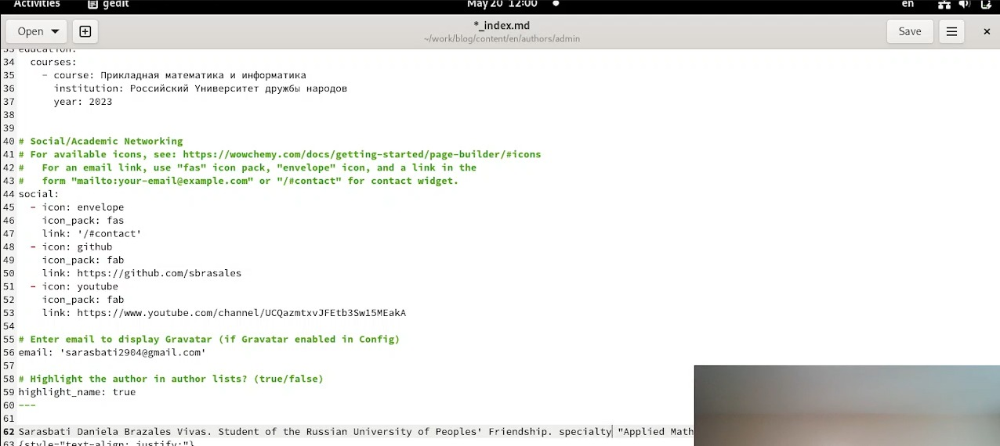 Activities gedit May 20 12:00 en
Open *_index.md Save
~/work/blog/content/en/authors/admin
33 education:
34 courses:
35 - course: Прикладная математика и информатика
36 institution: Российский Университет дружбы народов
37 year: 2023
38
39
40 # Social/Academic Networking
41 # For available icons, see: https://wowchemy.com/docs/getting-started/page-builder/#icons
42 # For an email link, use "fas" icon pack, "envelope" icon, and a link in the
43 # form "mailto:your-email@example.com" or "/#contact" for contact widget.
44 social:
45 - icon: envelope
46 icon_pack: fas
47 link: '/#contact'
48 - icon: github
49 icon_pack: fab
50 link: https://github.com/sbrasales
51 - icon: youtube
52 icon_pack: fab
53 link: https://www.youtube.com/channel/UCQazmtxvJFEtb3Sw15MEakA
54
55 # Enter email to display Gravatar (if Gravatar enabled in Config)
56 email: 'sarasbati2904@gmail.com'
57
58 # Highlight the author in author lists? (true/false)
59 highlight_name: true
60 ---
61
62 Sarasbati Daniela Brazales Vivas. Student of the Russian University of Peoples' Friendship. specialty "Applied Math
63 {style="text-align: justify;"}